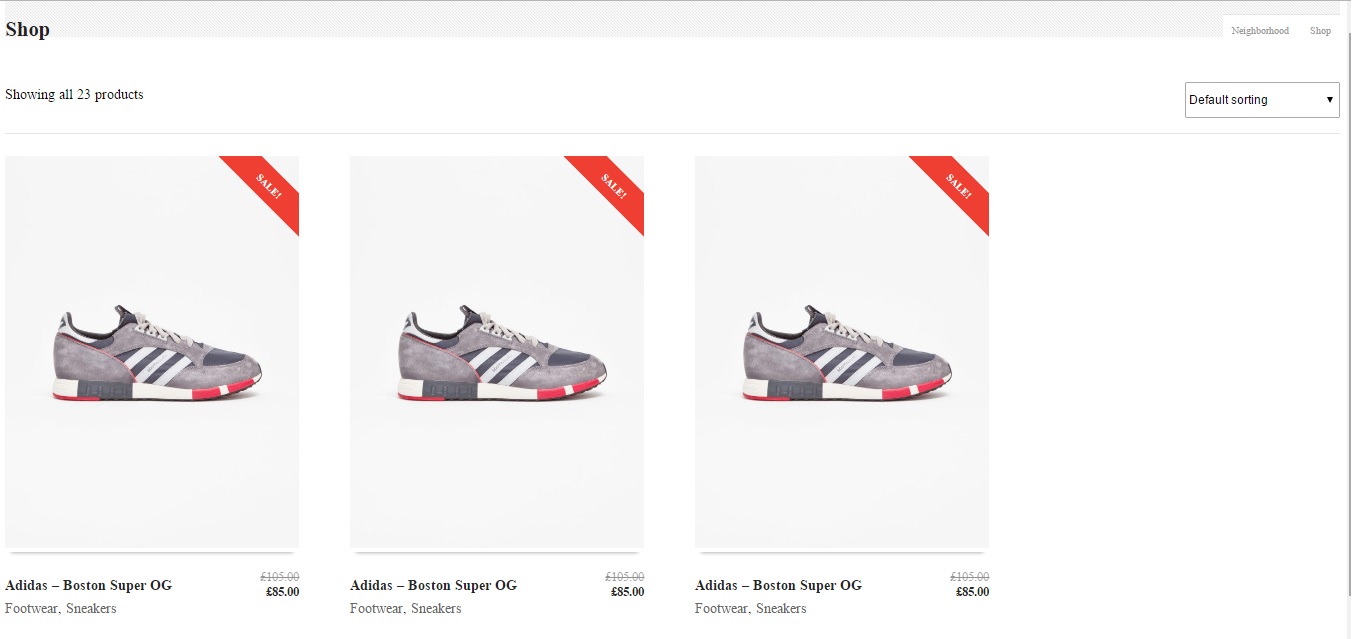 Shop
Neighborhood Shop
Showing all 23 products
Default sorting
SALE!
SALE!
SALE!
Adidas – Boston Super OG
£105.00
£85.00
Footwear, Sneakers
Adidas – Boston Super OG
£105.00
£85.00
Footwear, Sneakers
Adidas – Boston Super OG
£105.00
£85.00
Footwear, Sneakers